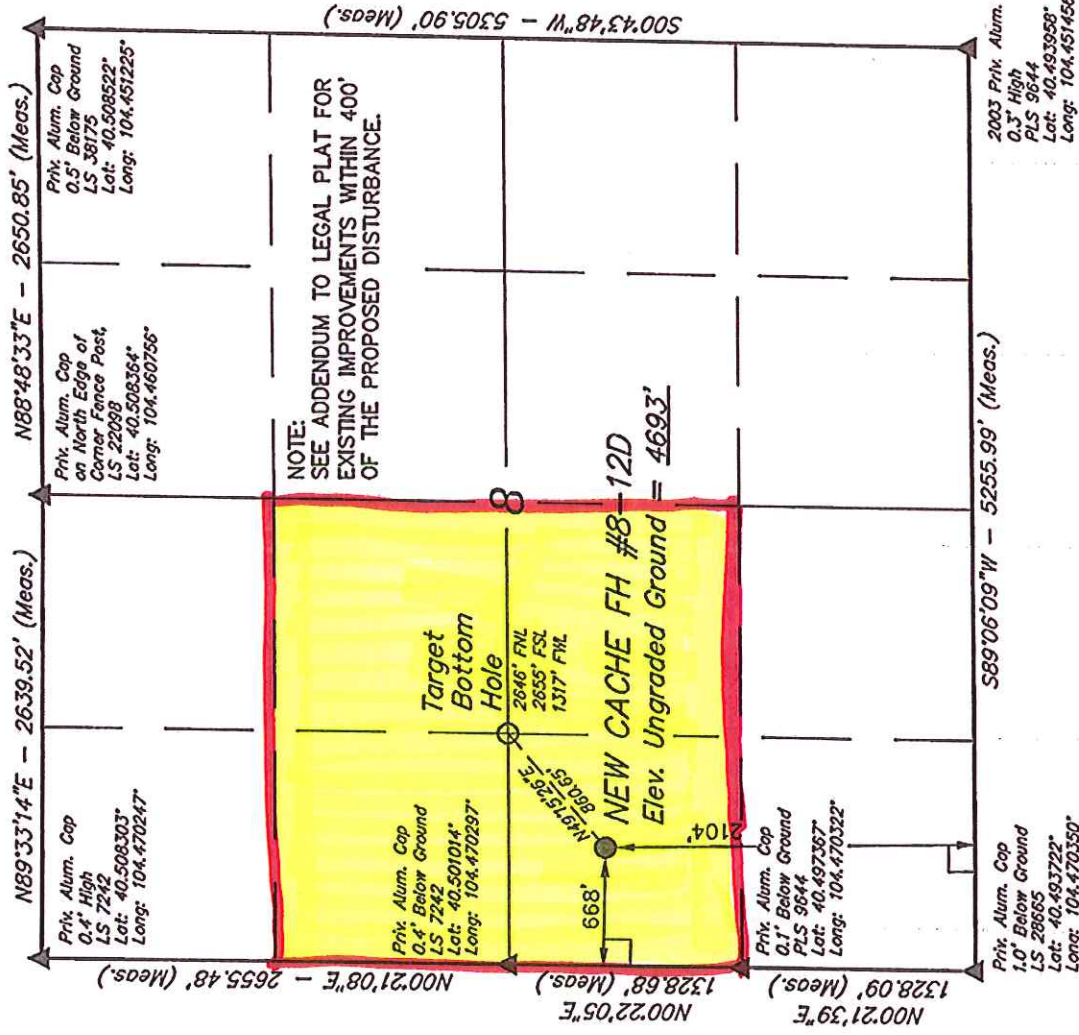 N89°33'14"E - 2639.52' (Meas.)
N88°48'33"E - 2650.85' (Meas.)
Priv. Alum. Cap
0.4' High
LS 7242
Lat: 40.508303°
Long: 104.470247°
Priv. Alum. Cap
on North Edge of
Corner Fence Post,
LS 22098
Lat: 40.508364°
Long: 104.460756°
Priv. Alum. Cap
0.5' Below Ground
LS 38175
Lat: 40.508522°
Long: 104.451225°
S00°43'48"W - 5305.90' (Meas.)
NOTE:
SEE ADDENDUM TO LEGAL PLAT FOR
EXISTING IMPROVEMENTS WITHIN 400'
OF THE PROPOSED DISTURBANCE.
N00°21'08"E - 2655.48' (Meas.)
Priv. Alum. Cap
0.4' Below Ground
LS 7242
Lat: 40.501014°
Long: 104.470297°
Target
Bottom
Hole
2646' FNL
2655' FSL
1317' FWL
8
N49°15'26"E
860.65'
NEW CACHE FH #8-12D
Elev. Ungraded Ground = 4693'
668'
2104'
N00°22'05"E
1328.68' (Meas.)
Priv. Alum. Cap
0.1' Below Ground
PLS 9644
Lat: 40.497367°
Long: 104.470322°
N00°21'39"E
1328.09' (Meas.)
Priv. Alum. Cap
1.0' Below Ground
LS 28665
Lat: 40.493722°
Long: 104.470350°
S89°06'09"W - 5255.99' (Meas.)
2003 Priv. Alum.
0.3' High
PLS 9644
Lat: 40.493958°
Long: 104.451458